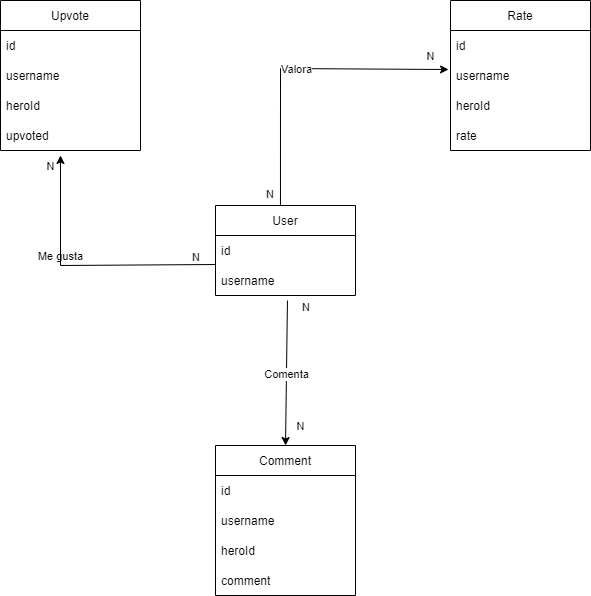 Upvote
id
username
heroId
upvoted
Rate
id
username
heroId
rate
Valora
N
N
N
Me gusta
N
User
id
username
N
Comenta
N
Comment
id
username
heroId
comment